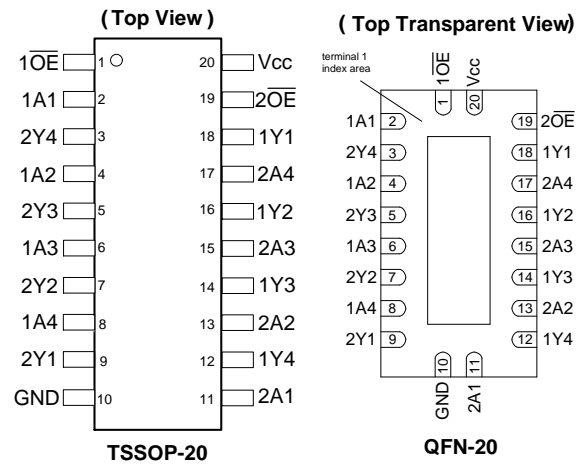 ( Top View )
1O̅E̅ 1 20 Vcc
1A1 2 19 2O̅E̅
2Y4 3 18 1Y1
1A2 4 17 2A4
2Y3 5 16 1Y2
1A3 6 15 2A3
2Y2 7 14 1Y3
1A4 8 13 2A2
2Y1 9 12 1Y4
GND 10 11 2A1
TSSOP-20
( Top Transparent View)
terminal 1
index area
1O̅E̅ Vcc
1 20
1A1 2 19 2O̅E̅
2Y4 3 18 1Y1
1A2 4 17 2A4
2Y3 5 16 1Y2
1A3 6 15 2A3
2Y2 7 14 1Y3
1A4 8 13 2A2
2Y1 9 12 1Y4
10 11
GND 2A1
QFN-20